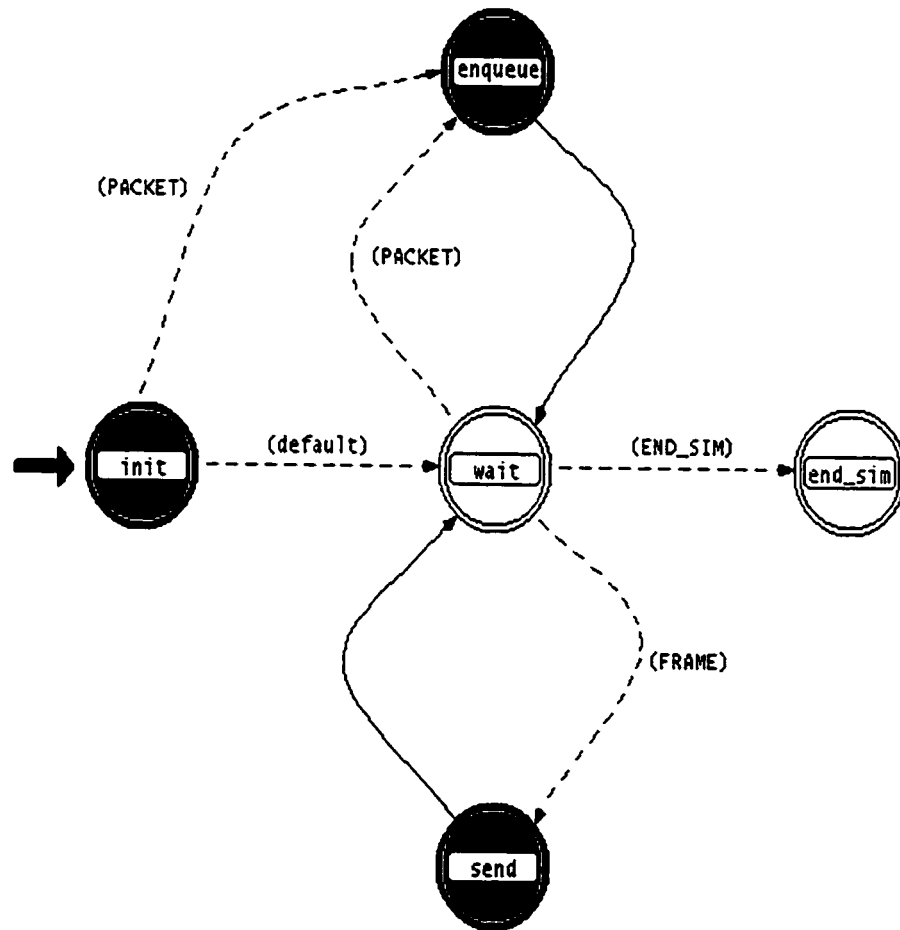 enqueue
(PACKET)
(PACKET)
(default)
(END_SIM)
init
wait
end_sim
(FRAME)
send